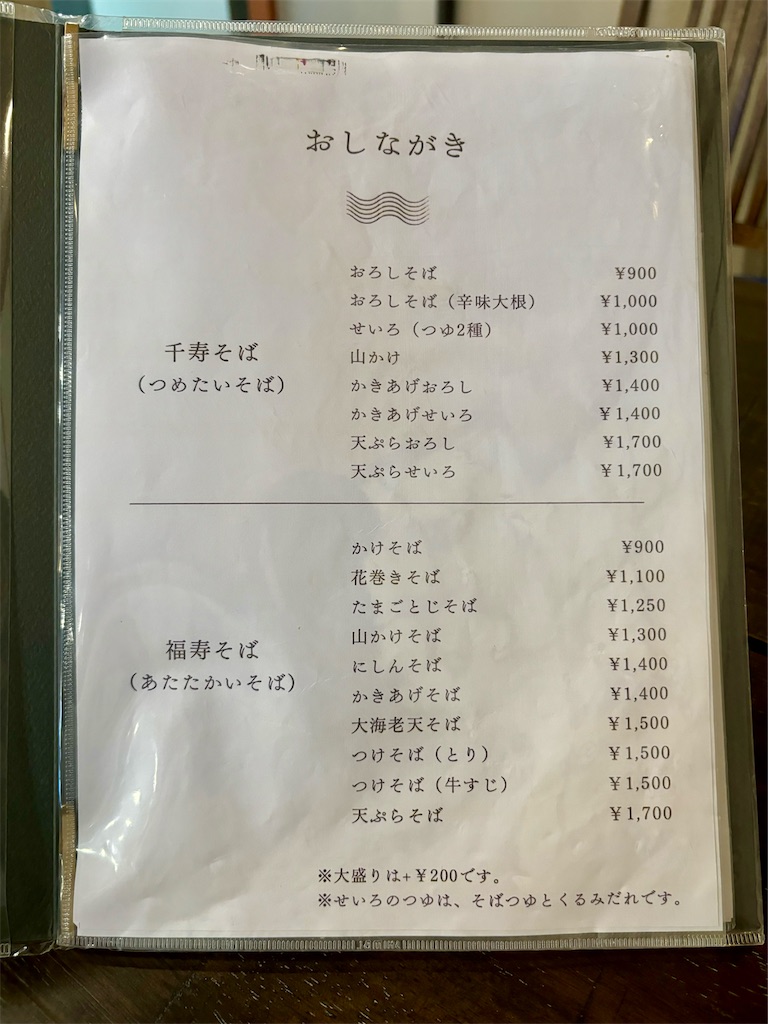 おしながき
千寿そば
(つめたいそば)
おろしそば ¥900
おろしそば(辛味大根) ¥1,000
せいろ(つゆ2種) ¥1,000
山かけ ¥1,300
かきあげおろし ¥1,400
かきあげせいろ ¥1,400
天ぷらおろし ¥1,700
天ぷらせいろ ¥1,700
福寿そば
(あたたかいそば)
かけそば ¥900
花巻きそば ¥1,100
たまごとじそば ¥1,250
山かけそば ¥1,300
にしんそば ¥1,400
かきあげそば ¥1,400
大海老天そば ¥1,500
つけそば(とり) ¥1,500
つけそば(牛すじ) ¥1,500
天ぷらそば ¥1,700
※大盛りは+¥200です。
※せいろのつゆは、そばつゆとくるみだれです。